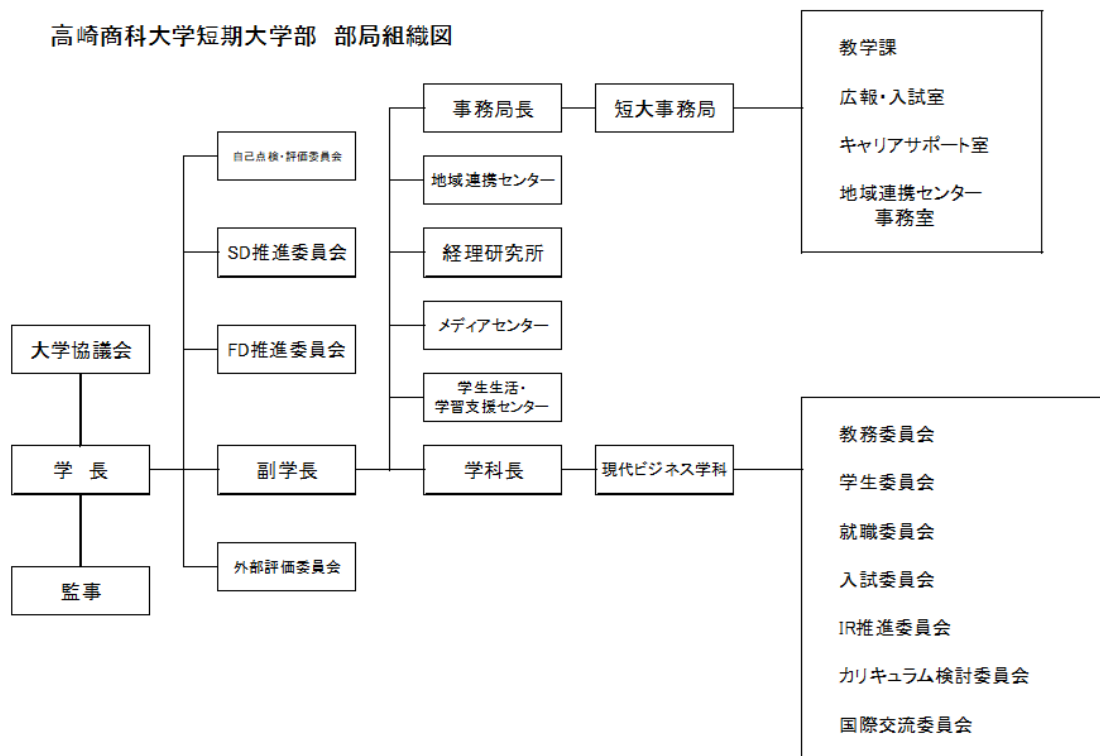 高崎商科大学短期大学部 部局組織図
教学課
広報・入試室
キャリアサポート室
地域連携センター
事務室
事務局長
短大事務局
自己点検・評価委員会
地域連携センター
SD推進委員会
経理研究所
メディアセンター
大学協議会
FD推進委員会
学生生活・
学習支援センター
学 長
副学長
学科長
現代ビジネス学科
外部評価委員会
監事
教務委員会
学生委員会
就職委員会
入試委員会
IR推進委員会
カリキュラム検討委員会
国際交流委員会